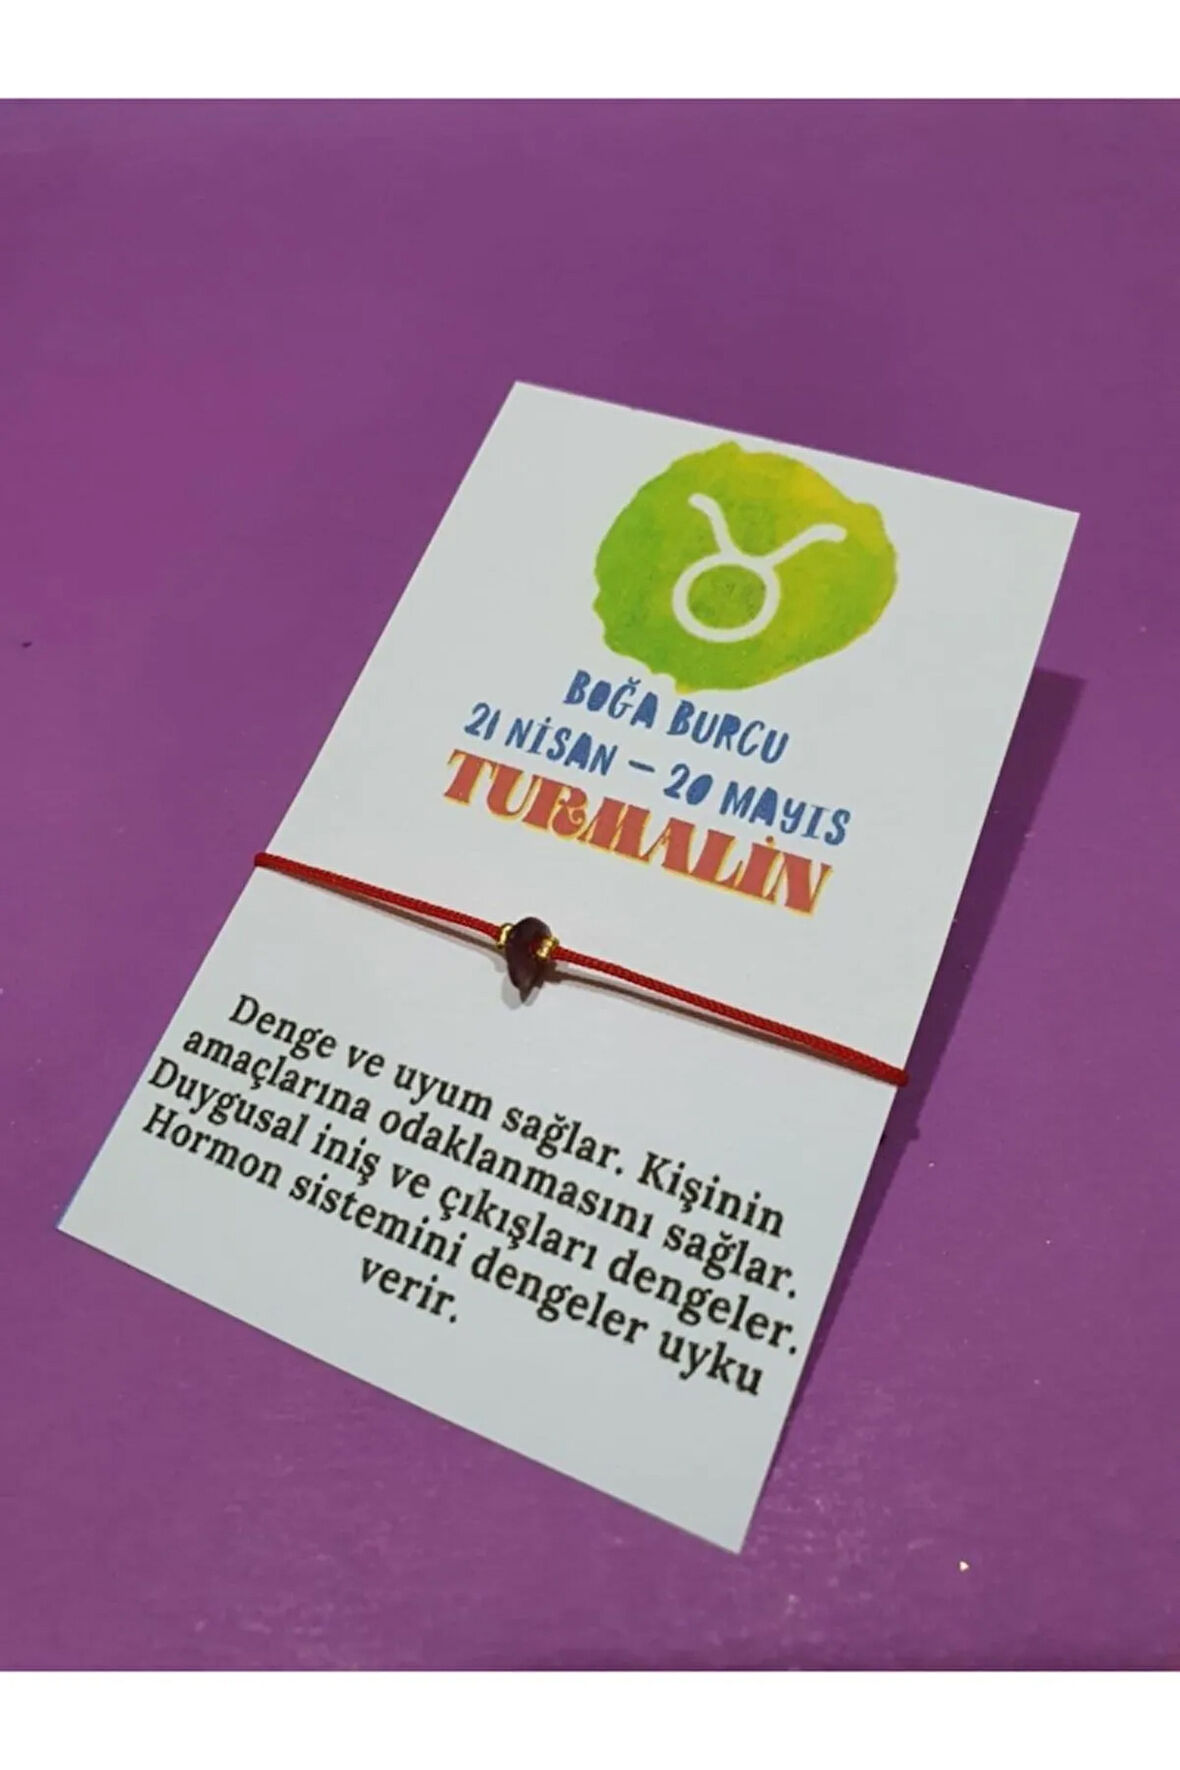 BOĞA BURCU
21 NİSAN – 20 MAYIS
TURMALİN
Denge ve uyum sağlar. Kişinin
amaçlarına odaklanmasını sağlar.
Duygusal iniş ve çıkışları dengeler.
Hormon sistemini dengeler uyku
verir.